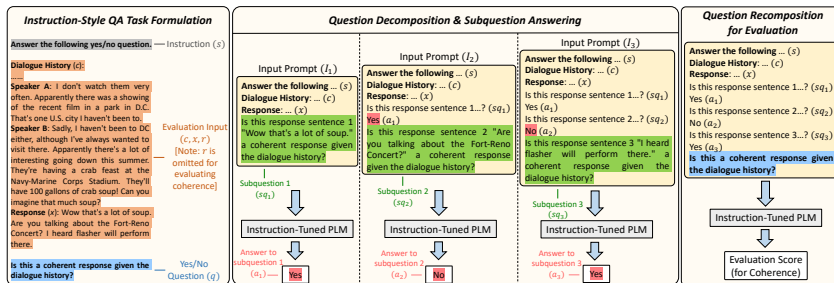 Instruction-Style QA Task Formulation
Answer the following yes/no question.
Instruction (s)
Dialogue History (c):
......
Speaker A: I don't watch them very
often. Apparently there was a showing
of the recent film in a park in D.C.
That's one U.S. city I haven't been to.
Speaker B: Sadly, I haven't been to DC
either, although I've always wanted to
visit there. Apparently there's a lot of
interesting going down this summer.
They're having a crab feast at the
Navy-Marine Corps Stadium. They'll
have 100 gallons of crab soup! Can you
imagine that much soup?
Response (x): Wow that's a lot of soup.
Are you talking about the Fort-Reno
Concert? I heard flasher will perform
there.
Evaluation Input
(c, x, r)
[Note: r is
omitted for
evaluating
coherence]
Is this a coherent response given the
dialogue history?
Yes/No
Question (q)
Question Decomposition & Subquestion Answering
Input Prompt (I₁)
Answer the following ... (s)
Dialogue History: ... (c)
Response: ... (x)
Is this response sentence 1
"Wow that's a lot of soup."
a coherent response given
the dialogue history?
Subquestion 1
(sq₁)
Instruction-Tuned PLM
Answer to
subquestion 1
(a₁)
Yes
Input Prompt (I₂)
Answer the following ... (s)
Dialogue History: ... (c)
Response: ... (x)
Is this response sentence 1...? (sq₁)
Yes (a₁)
Is this response sentence 2 "Are
you talking about the Fort-Reno
Concert?" a coherent response
given the dialogue history?
Subquestion 2
(sq₂)
Instruction-Tuned PLM
Answer to
subquestion 2
(a₂)
No
Input Prompt (I₃)
Answer the following ... (s)
Dialogue History: ... (c)
Response: ... (x)
Is this response sentence 1...? (sq₁)
Yes (a₁)
Is this response sentence 2...? (sq₂)
No (a₂)
Is this response sentence 3 "I heard
flasher will perform there." a
coherent response given the
dialogue history?
Subquestion 3
(sq₃)
Instruction-Tuned PLM
Answer to
subquestion 3
(a₃)
Yes
Question Recomposition
for Evaluation
Answer the following ... (s)
Dialogue History: ... (c)
Response: ... (x)
Is this response sentence 1...? (sq₁)
Yes (a₁)
Is this response sentence 2...? (sq₂)
No (a₂)
Is this response sentence 3...? (sq₃)
Yes (a₃)
Is this a coherent response given
the dialogue history?
Instruction-Tuned PLM
Evaluation Score
(for Coherence)